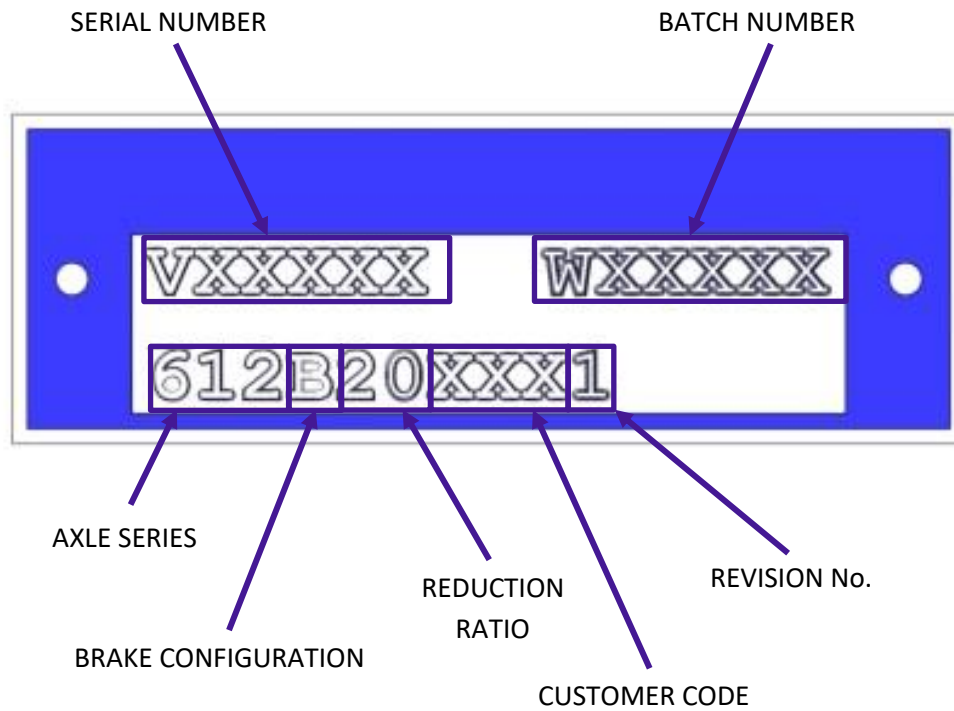 SERIAL NUMBER
BATCH NUMBER
VXXXXX
WXXXXX
612B20XXX1
AXLE SERIES
REVISION No.
REDUCTION
RATIO
BRAKE CONFIGURATION
CUSTOMER CODE